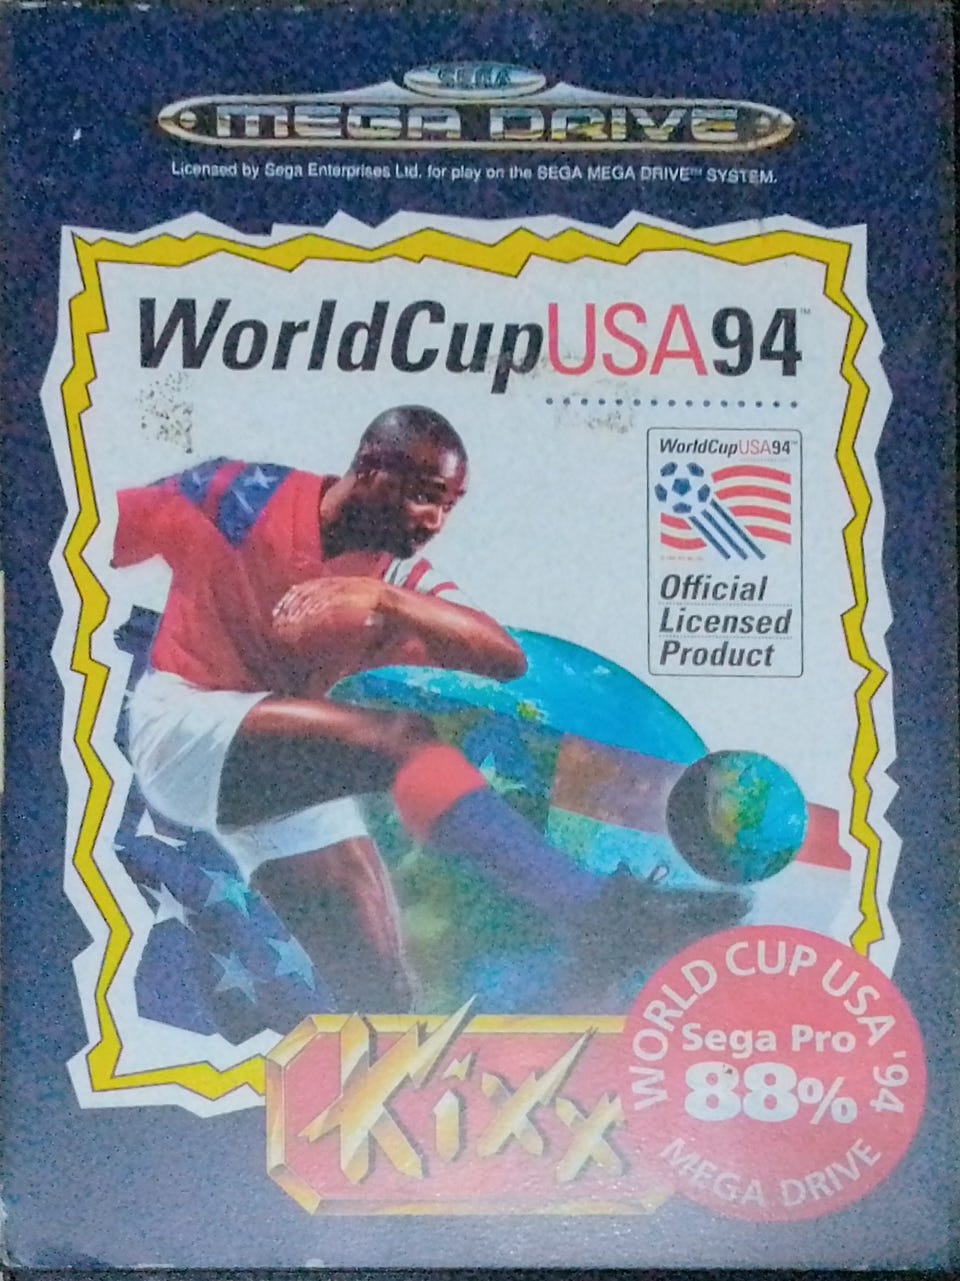 SEGA
MEGA DRIVE
Licensed by Sega Enterprises Ltd. for play on the SEGA MEGA DRIVE™ SYSTEM.
WorldCupUSA94™
WorldCupUSA94™
Official
Licensed
Product
Kixx
WORLD CUP USA '94
Sega Pro
88%
MEGA DRIVE